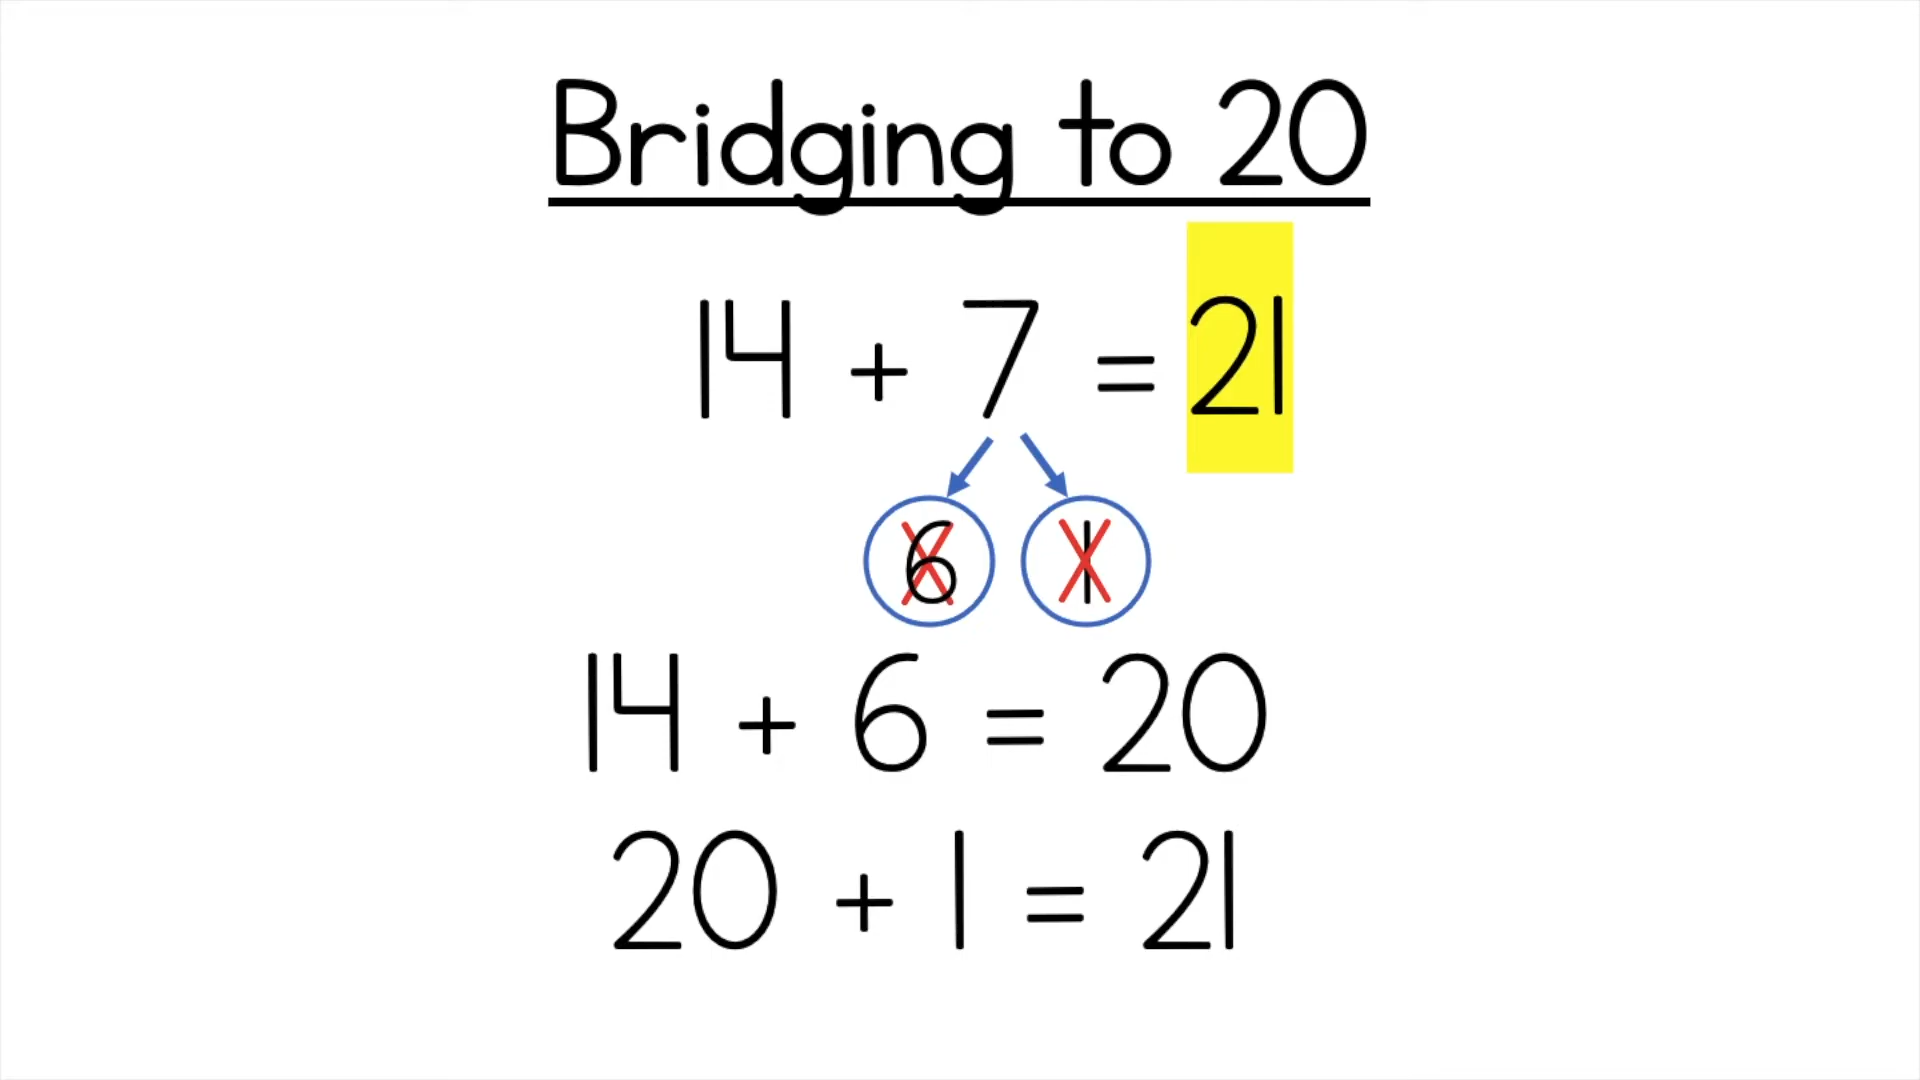 Bridging to 20
14 + 7 = 21
6 1
14 + 6 = 20
20 + 1 = 21